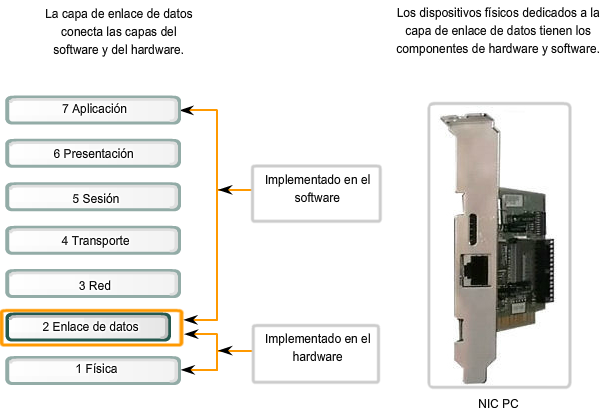 La capa de enlace de datos
conecta las capas del
software y del hardware.
Los dispositivos físicos dedicados a la
capa de enlace de datos tienen los
componentes de hardware y software.
7 Aplicación
6 Presentación
5 Sesión
4 Transporte
3 Red
2 Enlace de datos
1 Física
Implementado en el
software
Implementado en el
hardware
NIC PC